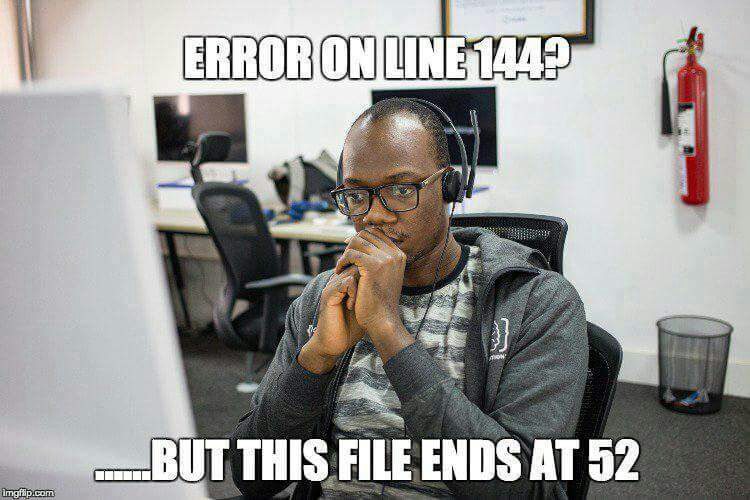 ERROR ON LINE 144?
......BUT THIS FILE ENDS AT 52
imgflip.com